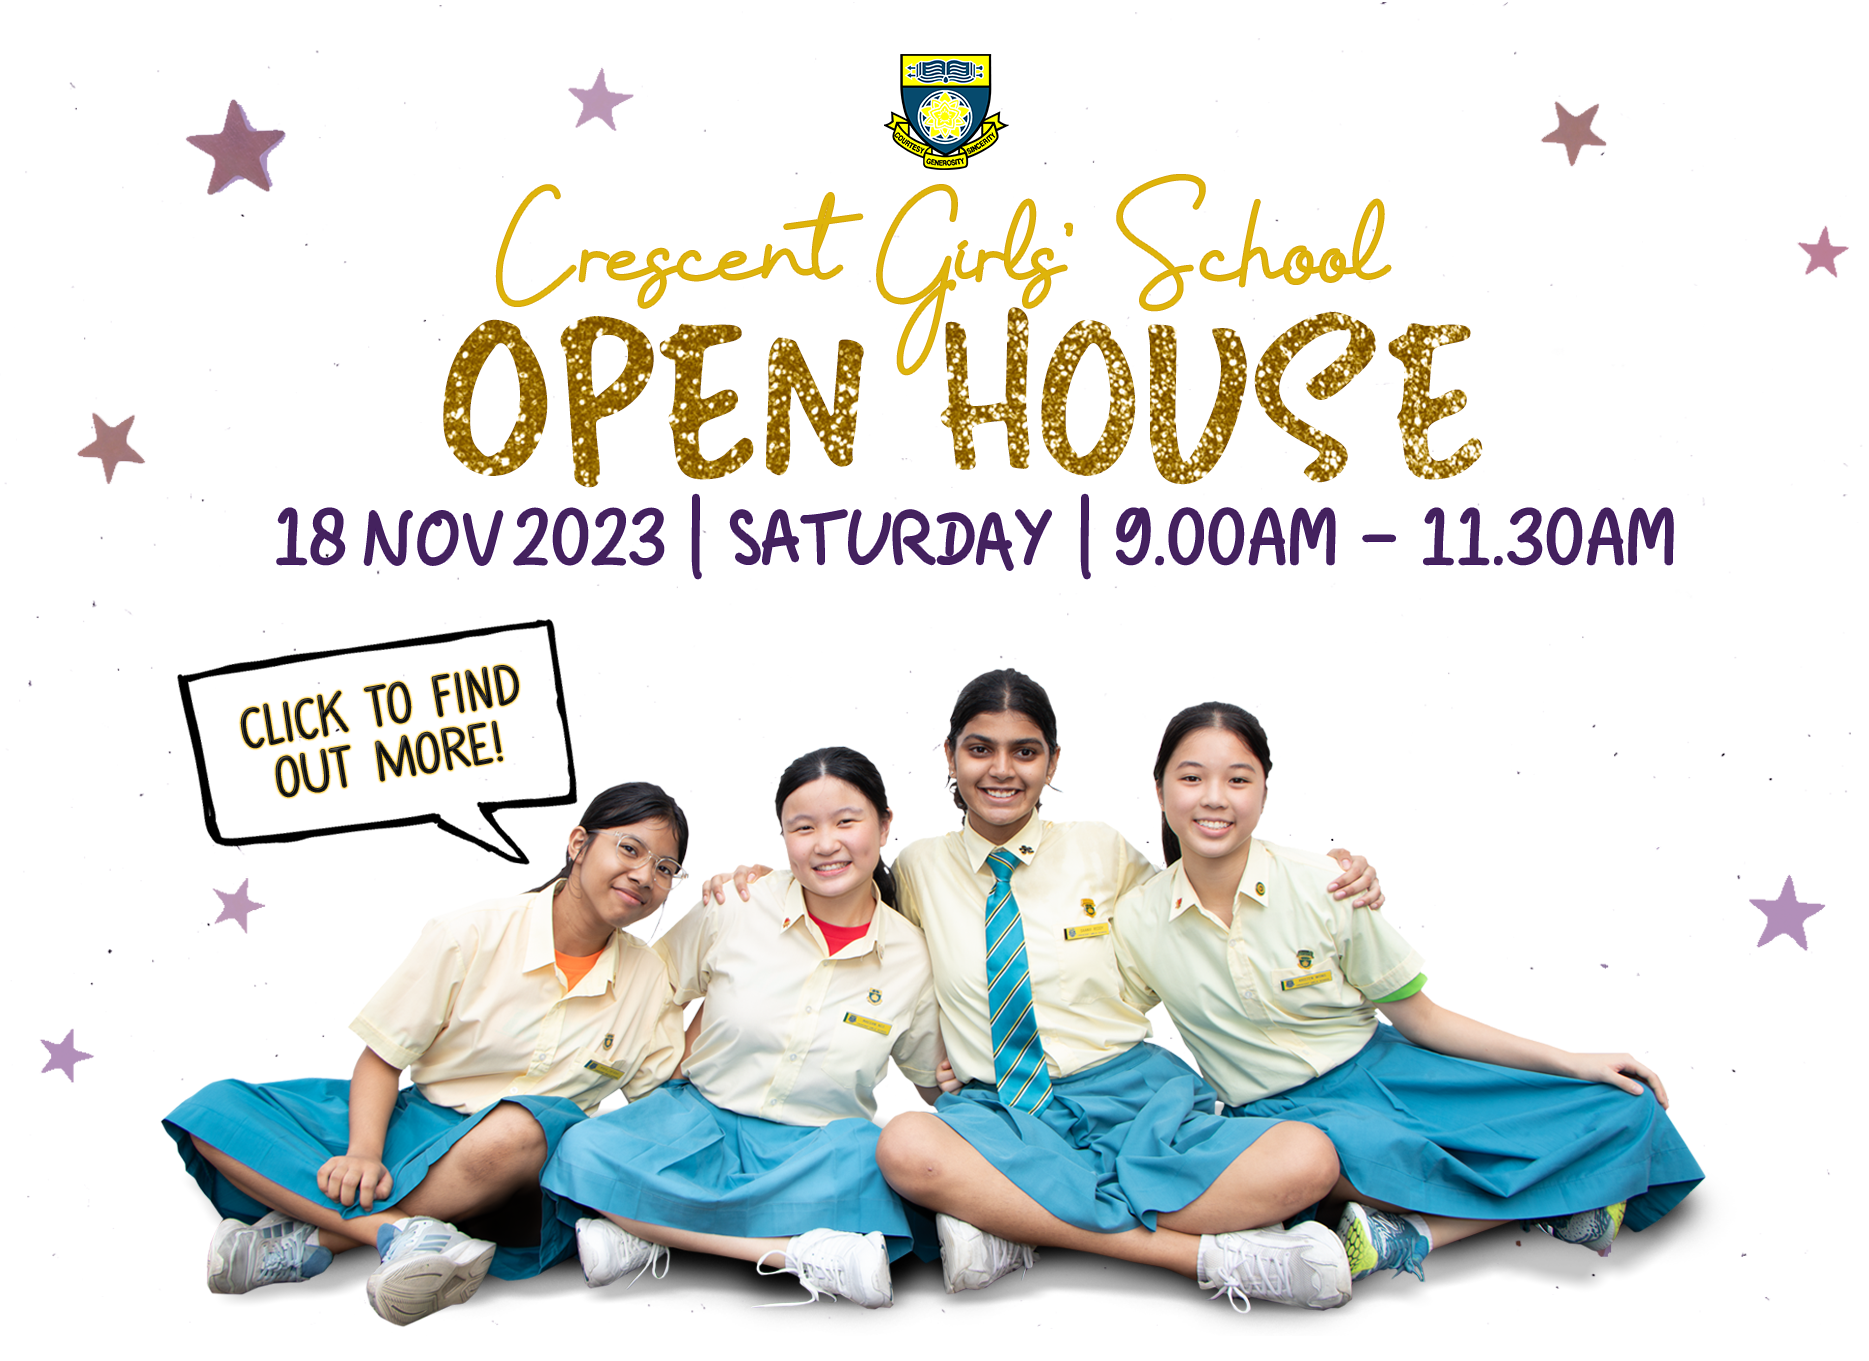 COURTESY
GENEROSITY
SINCERITY
Crescent Girls' School
OPEN HOUSE
18 NOV 2023 | SATURDAY | 9.00AM - 11.30AM
CLICK TO FIND
OUT MORE!